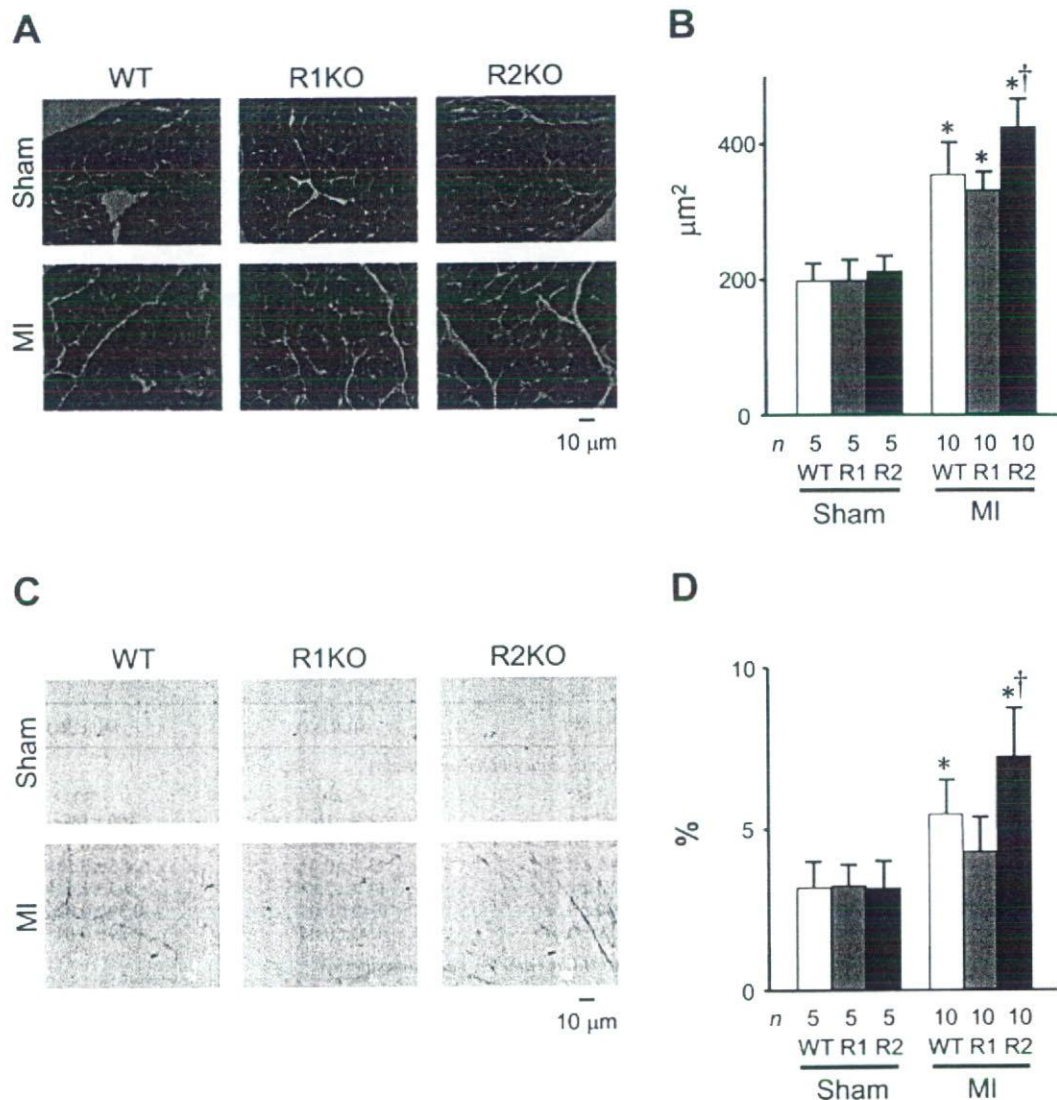 A
WT
R1KO
R2KO
Sham
MI
10 μm
B
μm²
400
200
0
*
*
*†
n 5 5 5 10 10 10
WT R1 R2 WT R1 R2
Sham MI
C
WT
R1KO
R2KO
Sham
MI
10 μm
D
%
10
5
0
*
*†
n 5 5 5 10 10 10
WT R1 R2 WT R1 R2
Sham MI